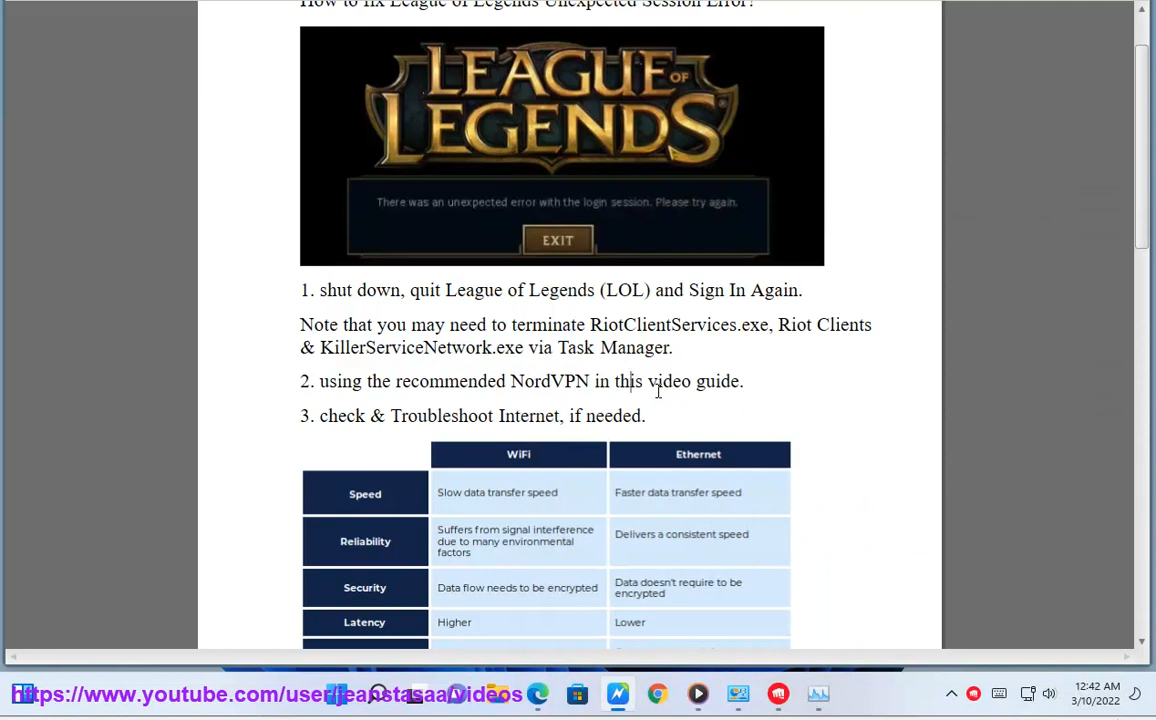 How to fix League of Legends Unexpected Session Error?
LEAGUE OF
LEGENDS
There was an unexpected error with the login session. Please try again.
EXIT
1. shut down, quit League of Legends (LOL) and Sign In Again.
Note that you may need to terminate RiotClientServices.exe, Riot Clients
& KillerServiceNetwork.exe via Task Manager.
2. using the recommended NordVPN in this video guide.
3. check & Troubleshoot Internet, if needed.
WiFi Ethernet
Speed Slow data transfer speed Faster data transfer speed
Reliability Suffers from signal interference due to many environmental factors Delivers a consistent speed
Security Data flow needs to be encrypted Data doesn't require to be encrypted
Latency Higher Lower
https://www.youtube.com/user/jeanstasaa/videos
12:42 AM
3/10/2022